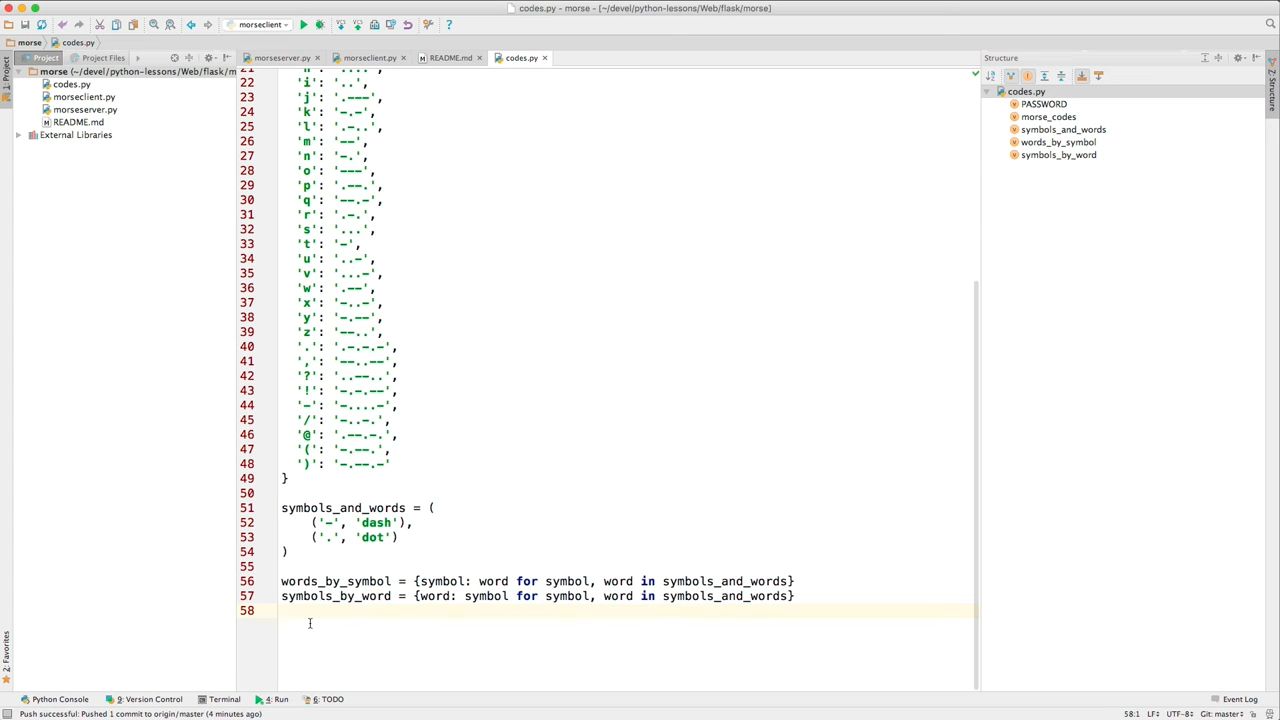 codes.py - morse - [~/devel/python-lessons/Web/flask/morse]
morseclient
morse
codes.py
Project
Project Files
morseserver.py
morseclient.py
README.md
codes.py
Structure
1: Project
morse (~/devel/python-lessons/Web/flask/m
codes.py
morseclient.py
morseserver.py
README.md
External Libraries
22 'i': '..',
23 'j': '.---',
24 'k': '-.-',
25 'l': '.-..',
26 'm': '--',
27 'n': '-.',
28 'o': '---',
29 'p': '.--.',
30 'q': '--.-',
31 'r': '.-.',
32 's': '...',
33 't': '-',
34 'u': '..-',
35 'v': '...-',
36 'w': '.--',
37 'x': '-..-',
38 'y': '-.--',
39 'z': '--..',
40 '.': '.-.-.-',
41 ',': '--..--',
42 '?': '..--..',
43 '!': '-.-.--',
44 '-': '-....-',
45 '/': '-..-.',
46 '@': '.--.-.',
47 '(': '-.--.',
48 ')': '-.--.-'
49 }
50
51 symbols_and_words = (
52 ('-', 'dash'),
53 ('.', 'dot')
54 )
55
56 words_by_symbol = {symbol: word for symbol, word in symbols_and_words}
57 symbols_by_word = {word: symbol for symbol, word in symbols_and_words}
58
codes.py
PASSWORD
morse_codes
symbols_and_words
words_by_symbol
symbols_by_word
7: Structure
2: Favorites
Python Console
9: Version Control
Terminal
4: Run
6: TODO
Event Log
Push successful: Pushed 1 commit to origin/master (4 minutes ago)
58:1 LF÷ UTF-8÷ Git: master÷